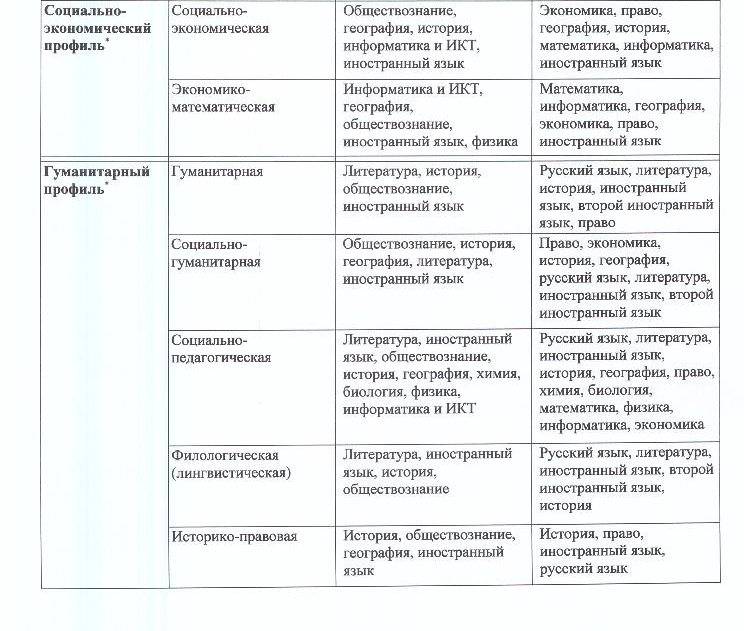 Социально-
экономический
профиль*
Социально-
экономическая
Обществознание,
география, история,
информатика и ИКТ,
иностранный язык
Экономика, право,
география, история,
математика, информатика,
иностранный язык
Экономико-
математическая
Информатика и ИКТ,
география,
обществознание,
иностранный язык, физика
Математика,
информатика, география,
экономика, право,
иностранный язык
Гуманитарный
профиль*
Гуманитарная
Литература, история,
обществознание,
иностранный язык
Русский язык, литература,
история, иностранный
язык, второй иностранный
язык, право
Социально-
гуманитарная
Обществознание, история,
география, литература,
иностранный язык
Право, экономика,
история, география,
русский язык, литература,
иностранный язык, второй
иностранный язык
Социально-
педагогическая
Литература, иностранный
язык, обществознание,
история, география, химия,
биология, физика,
информатика и ИКТ
Русский язык, литература,
иностранный язык,
история, география, право,
химия, биология,
математика, физика,
информатика, экономика
Филологическая
(лингвистическая)
Литература, иностранный
язык, история,
обществознание
Русский язык, литература,
иностранный язык, второй
иностранный язык,
история
Историко-правовая
История, обществознание,
география, иностранный
язык
История, право,
иностранный язык,
русский язык